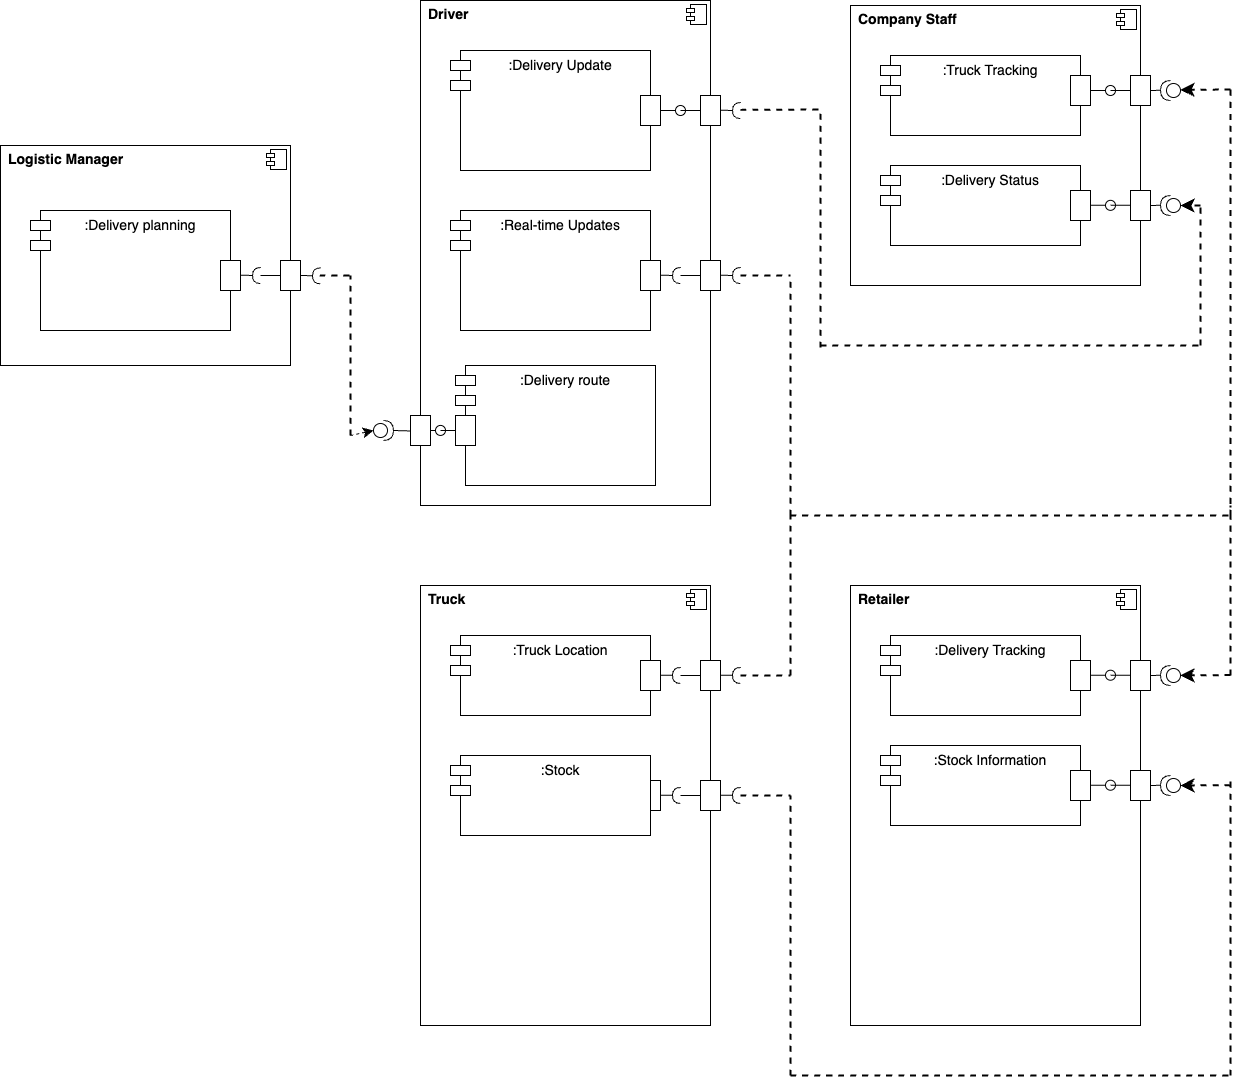 Driver
:Delivery Update
:Real-time Updates
:Delivery route
Company Staff
:Truck Tracking
:Delivery Status
Logistic Manager
:Delivery planning
Truck
:Truck Location
:Stock
Retailer
:Delivery Tracking
:Stock Information